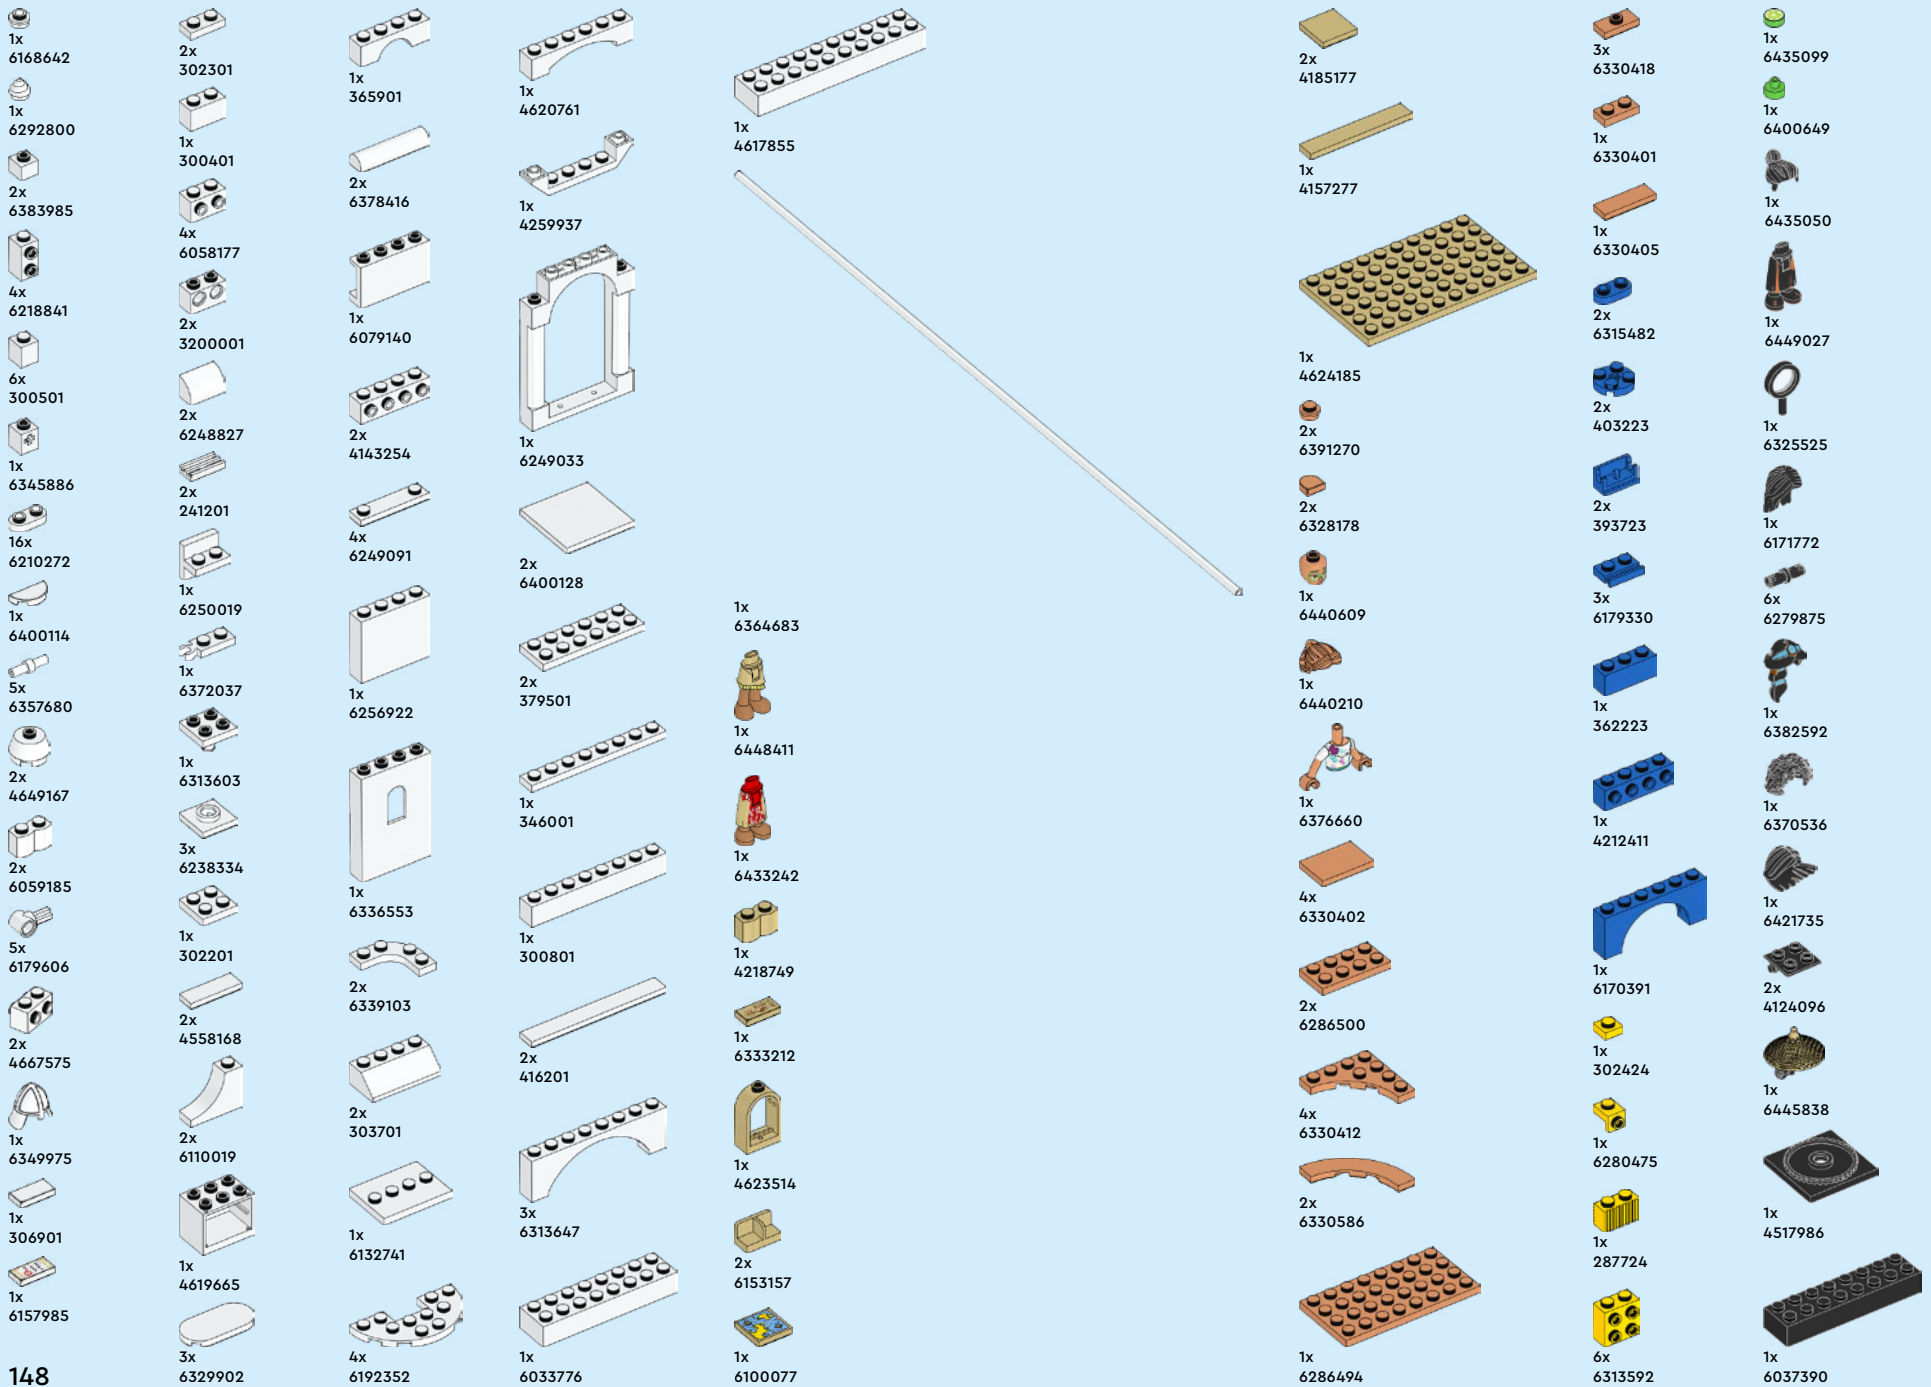 1x
6168642
1x
6292800
2x
6383985
4x
6218841
6x
300501
1x
6345886
16x
6210272
1x
6400114
5x
6357680
2x
4649167
2x
6059185
5x
6179606
2x
4667575
1x
6349975
1x
306901
1x
6157985
148
2x
302301
1x
300401
4x
6058177
2x
3200001
2x
6248827
2x
241201
1x
6250019
1x
6372037
1x
6313603
3x
6238334
1x
302201
2x
4558168
2x
6110019
1x
4619665
3x
6329902
1x
365901
2x
6378416
1x
6079140
2x
4143254
4x
6249091
1x
6256922
1x
6336553
2x
6339103
2x
303701
1x
6132741
4x
6192352
1x
4620761
1x
4259937
1x
6249033
2x
6400128
2x
379501
1x
346001
1x
300801
2x
416201
3x
6313647
1x
6033776
1x
4617855
1x
6364683
1x
6448411
1x
6433242
1x
4218749
1x
6333212
1x
4623514
2x
6153157
1x
6100077
2x
4185177
1x
4157277
1x
4624185
2x
6391270
2x
6328178
1x
6440609
1x
6440210
1x
6376660
4x
6330402
2x
6286500
4x
6330412
2x
6330586
1x
6286494
3x
6330418
1x
6330401
1x
6330405
2x
6315482
2x
403223
2x
393723
3x
6179330
1x
362223
1x
4212411
1x
6170391
1x
302424
1x
6280475
1x
287724
6x
6313592
1x
6435099
1x
6400649
1x
6435050
1x
6449027
1x
6325525
1x
6171772
6x
6279875
1x
6382592
1x
6370536
1x
6421735
2x
4124096
1x
6445838
1x
4517986
1x
6037390